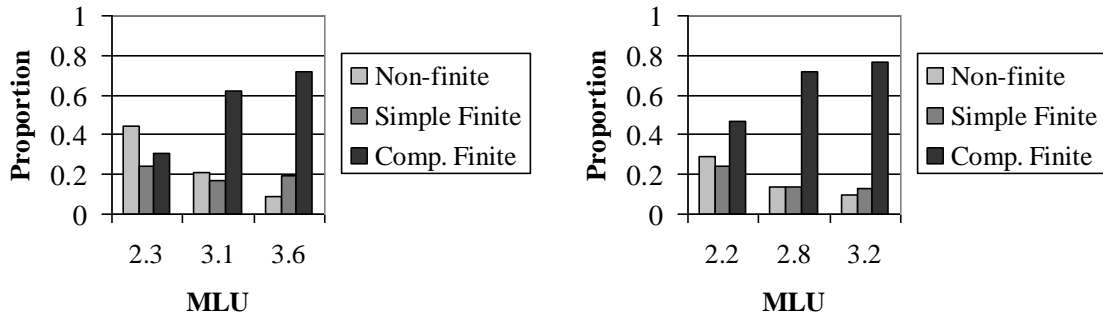 Proportion
1
0.8
0.6
0.4
0.2
0
2.3 3.1 3.6
MLU
Non-finite
Simple Finite
Comp. Finite
Proportion
1
0.8
0.6
0.4
0.2
0
2.2 2.8 3.2
MLU
Non-finite
Simple Finite
Comp. Finite